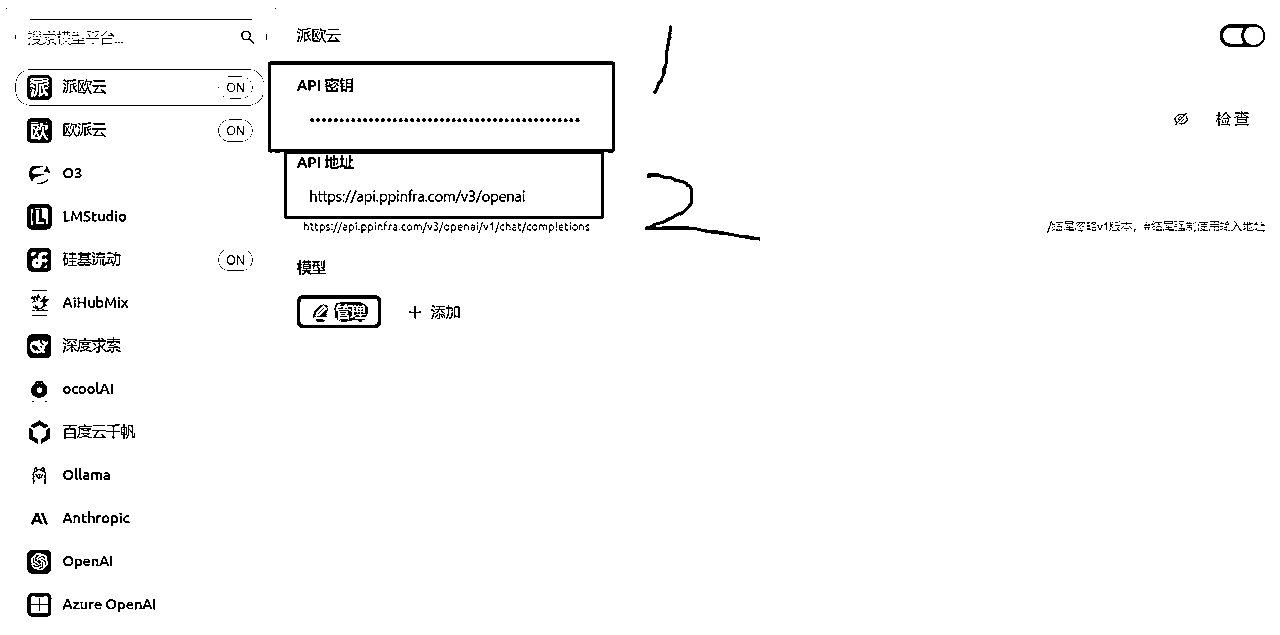 搜索模型平台...
派 派欧云 ON
欧 欧派云 ON
O3
LMStudio
硅基流动 ON
AiHubMix
深度求索
ocoolAI
百度云千帆
Ollama
Anthropic
OpenAI
Azure OpenAI
派欧云
1
API 密钥
检查
API 地址
https://api.ppinfra.com/v3/openai
2
https://api.ppinfra.com/v3/openai/v1/chat/completions
/结尾忽略v1版本，#结尾强制使用输入地址
模型
管理
+ 添加